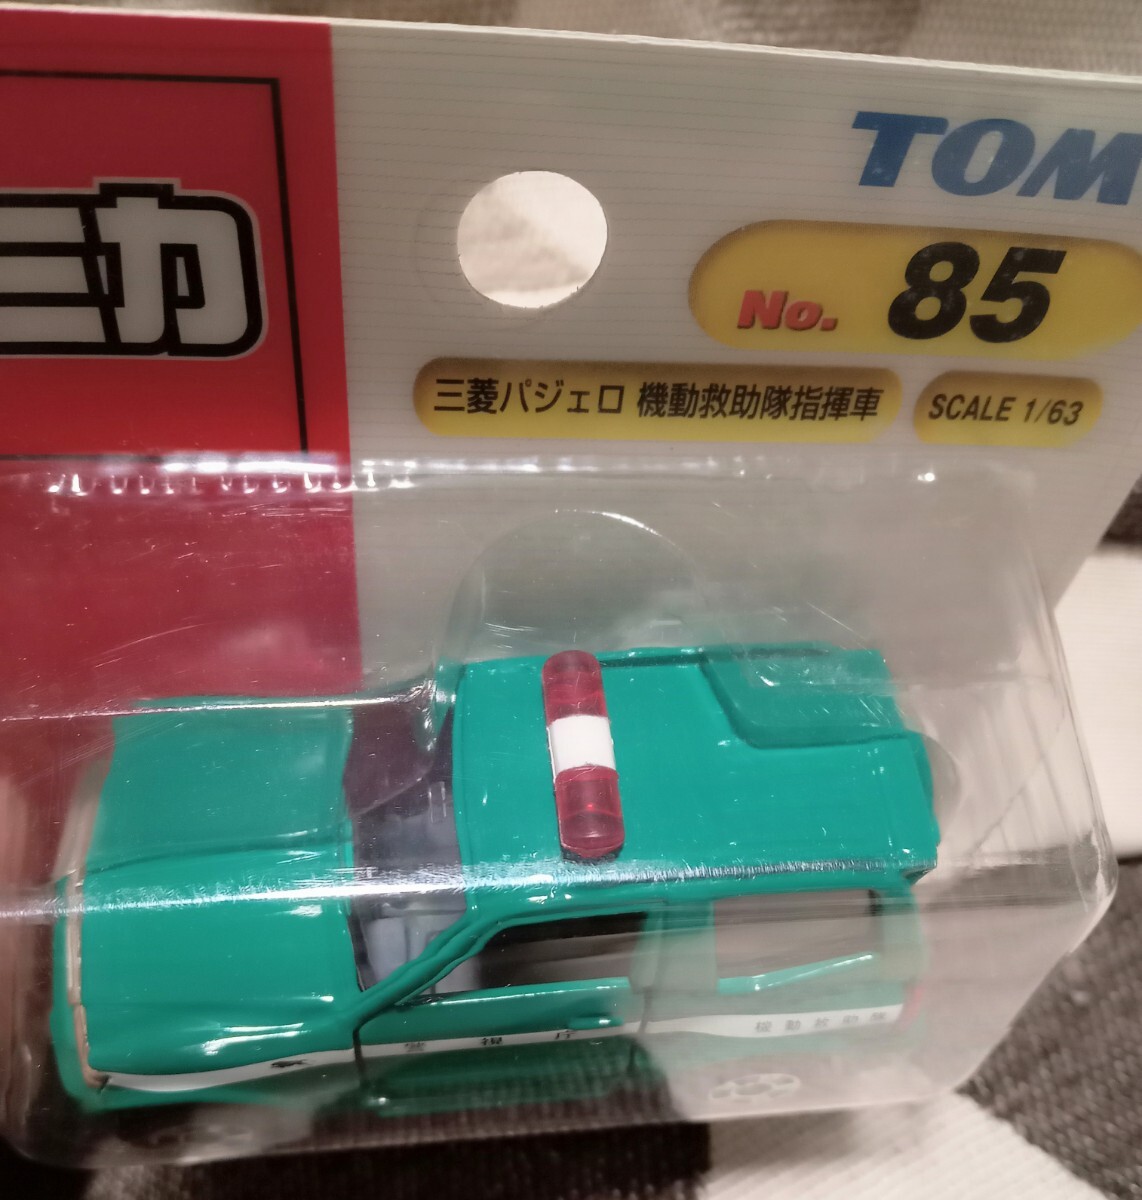 TOM
ニカ
No. 85
三菱パジェロ 機動救助隊指揮車
SCALE 1/63
警視庁
機動救助隊